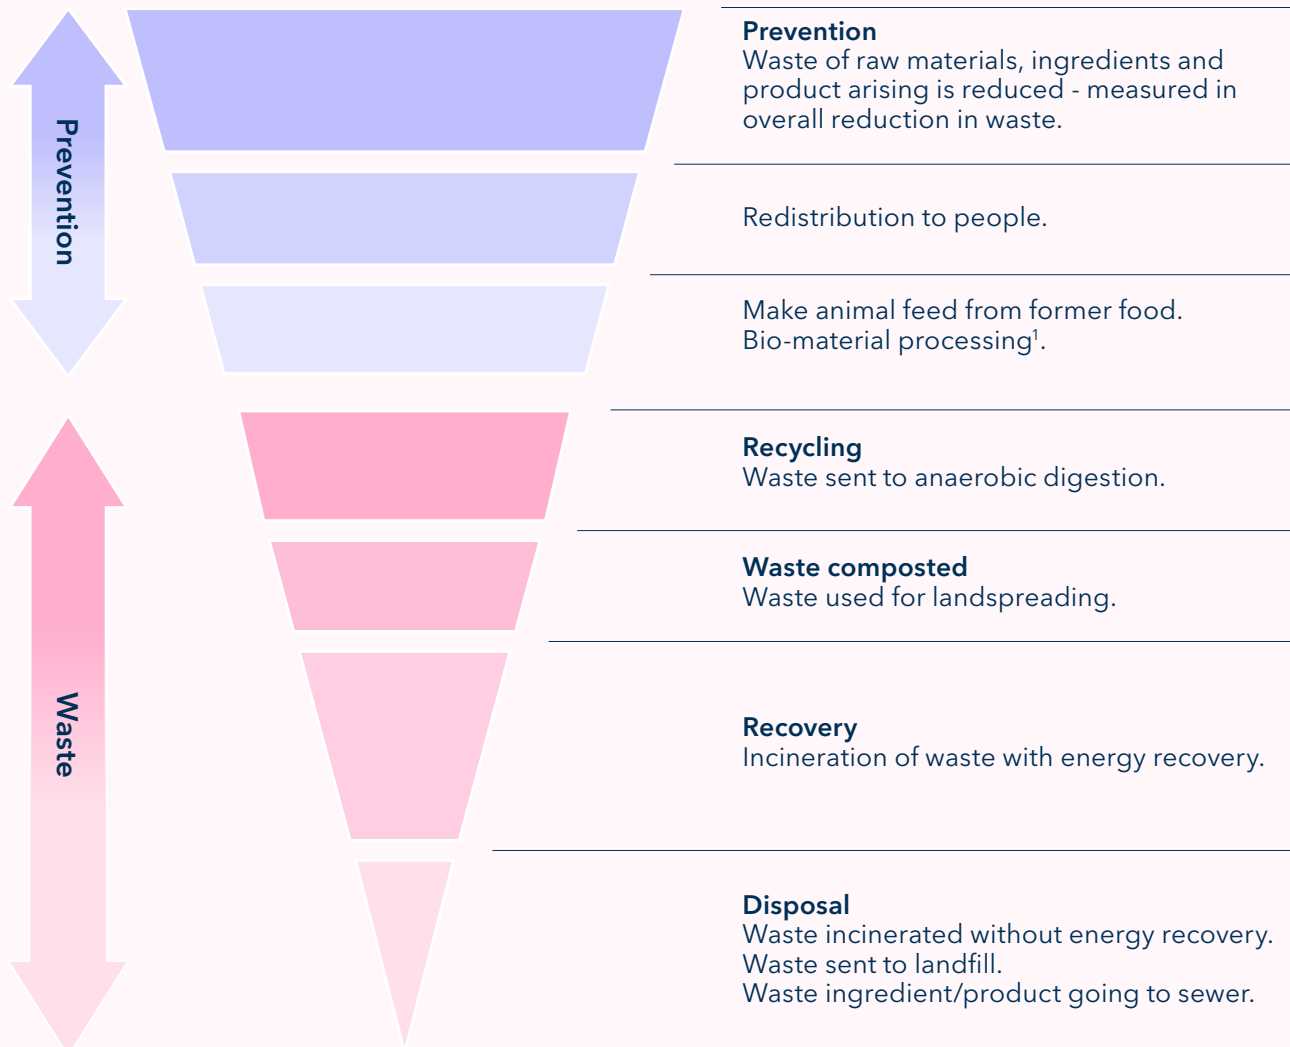 Prevention
Prevention
Waste of raw materials, ingredients and
product arising is reduced - measured in
overall reduction in waste.
Redistribution to people.
Make animal feed from former food.
Bio-material processing¹.
Waste
Recycling
Waste sent to anaerobic digestion.
Waste composted
Waste used for landspreading.
Recovery
Incineration of waste with energy recovery.
Disposal
Waste incinerated without energy recovery.
Waste sent to landfill.
Waste ingredient/product going to sewer.